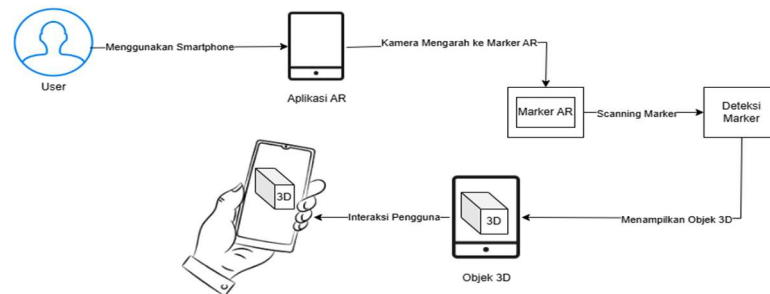 Menggunakan Smartphone
User
Aplikasi AR
Kamera Mengarah ke Marker AR
Marker AR
Scanning Marker
Deteksi
Marker
Menampilkan Objek 3D
3D
Objek 3D
Interaksi Pengguna
3D